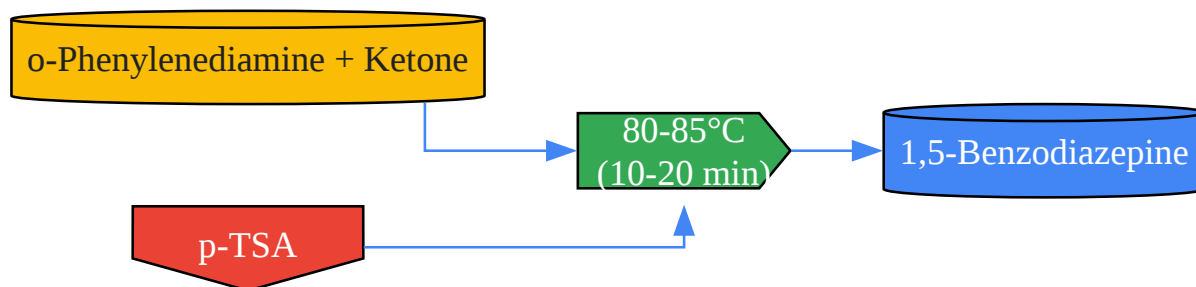 o-Phenylenediamine + Ketone
80-85°C
(10-20 min)
1,5-Benzodiazepine
p-TSA